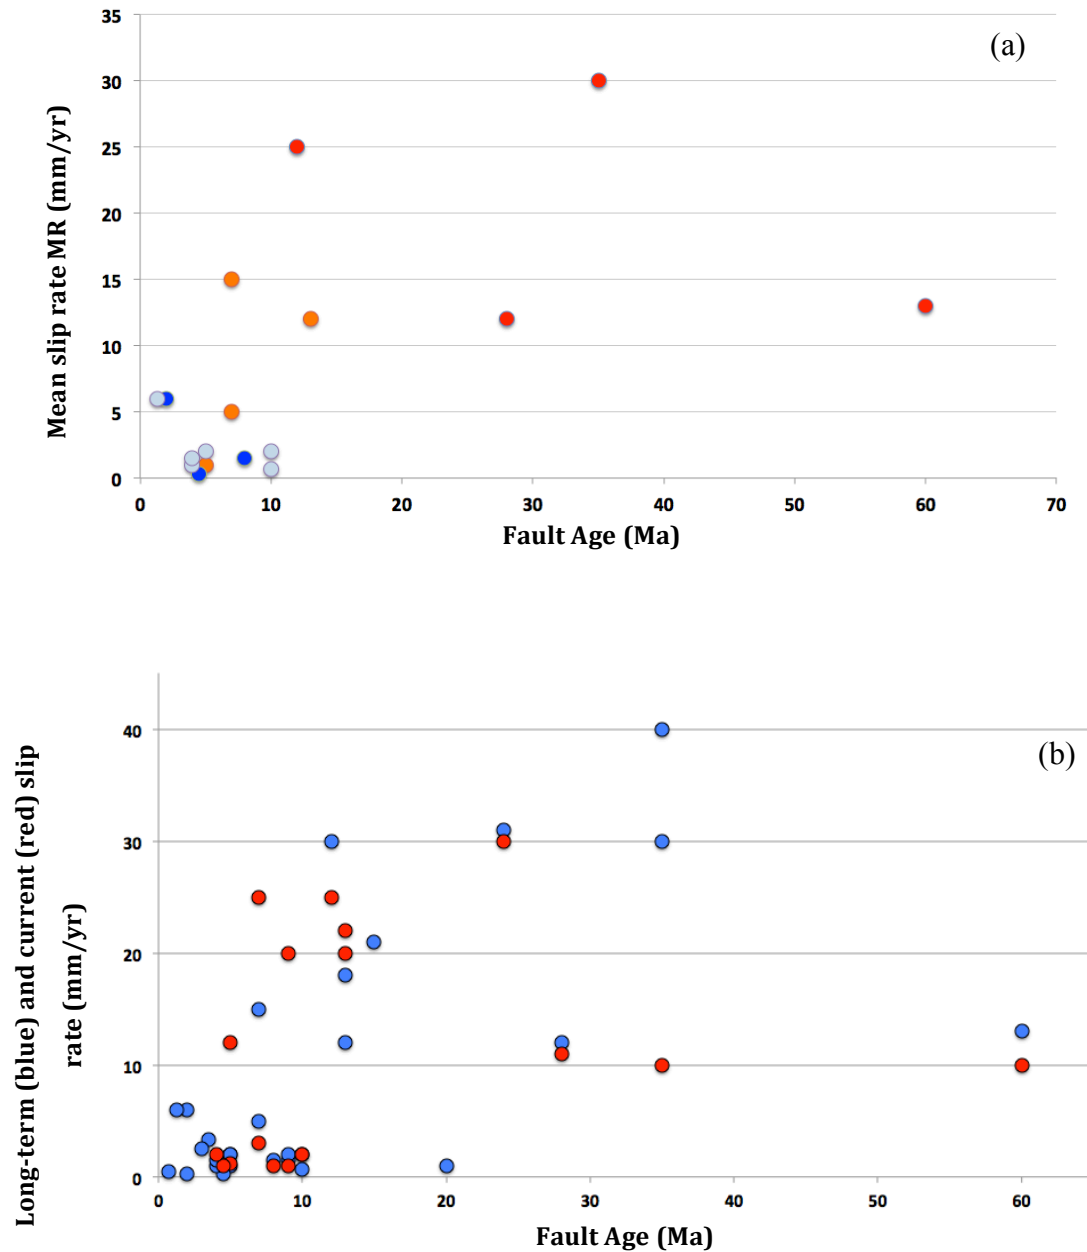 35
(a)
30
25
20
15
10
5
0
Mean slip rate MR (mm/yr)
0 10 20 30 40 50 60 70
Fault Age (Ma)
(b)
40
30
20
10
0
Long-term (blue) and current (red) slip
rate (mm/yr)
0 10 20 30 40 50 60
Fault Age (Ma)